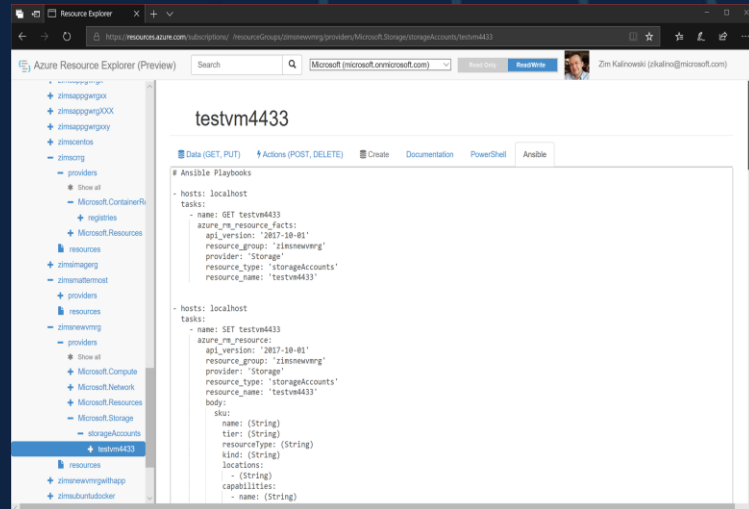 Resource Explorer
https://resources.azure.com/subscriptions/ /resourceGroups/zimsnewvmrg/providers/Microsoft.Storage/storageAccounts/testvm4433
Azure Resource Explorer (Preview)
Search
Microsoft (microsoft.onmicrosoft.com)
Read Only
Read/Write
Zim Kalinowski (zikalino@microsoft.com)
zimsappgwrgxx
zimsappgwrgXXX
zimsappgwrgxxy
zimscentos
zimscrrg
providers
Show all
Microsoft.ContainerR
registries
Microsoft.Resources
resources
zimsimagerg
zimsmattermost
providers
resources
zimsnewvmrg
providers
Show all
Microsoft.Compute
Microsoft.Network
Microsoft.Resources
Microsoft.Storage
storageAccounts
testvm4433
resources
zimsnewvmrgwithapp
zimsubuntudocker
testvm4433
Data (GET, PUT)
Actions (POST, DELETE)
Create
Documentation
PowerShell
Ansible
# Ansible Playbooks
- hosts: localhost
tasks:
- name: GET testvm4433
azure_rm_resource_facts:
api_version: '2017-10-01'
resource_group: 'zimsnewvmrg'
provider: 'Storage'
resource_type: 'storageAccounts'
resource_name: 'testvm4433'
- hosts: localhost
tasks:
- name: SET testvm4433
azure_rm_resource:
api_version: '2017-10-01'
resource_group: 'zimsnewvmrg'
provider: 'Storage'
resource_type: 'storageAccounts'
resource_name: 'testvm4433'
body:
sku:
name: (String)
tier: (String)
resourceType: (String)
kind: (String)
locations:
- (String)
capabilities:
- name: (String)